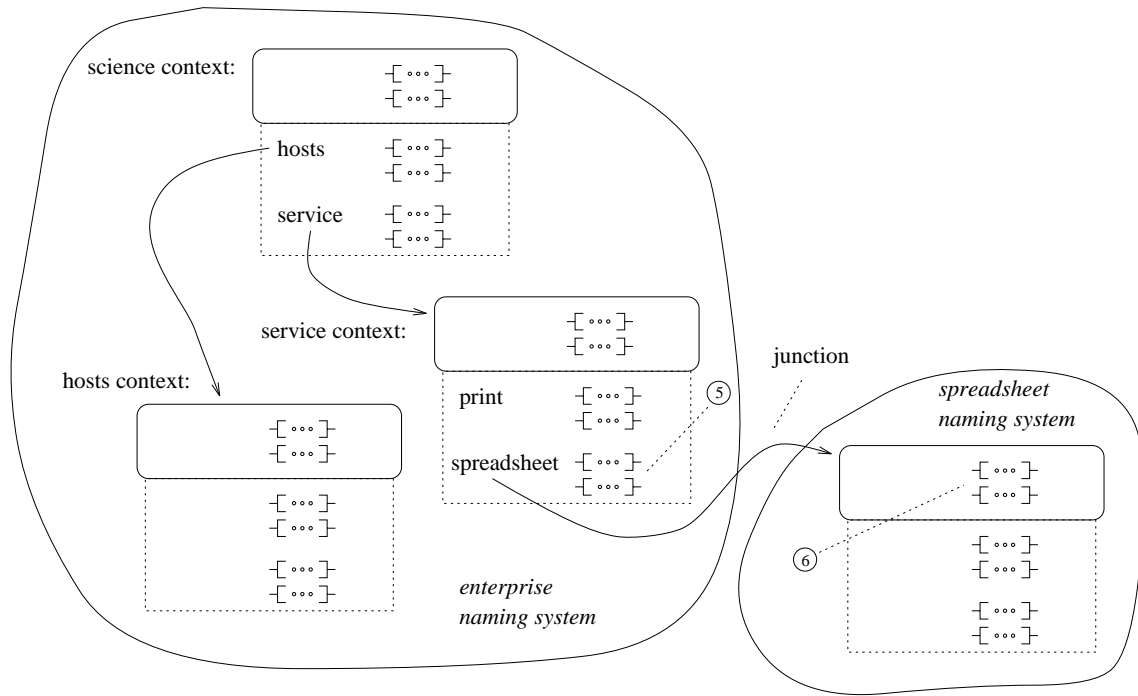 science context:
hosts
service
service context:
junction
hosts context:
print
5
spreadsheet
naming system
spreadsheet
6
enterprise
naming system